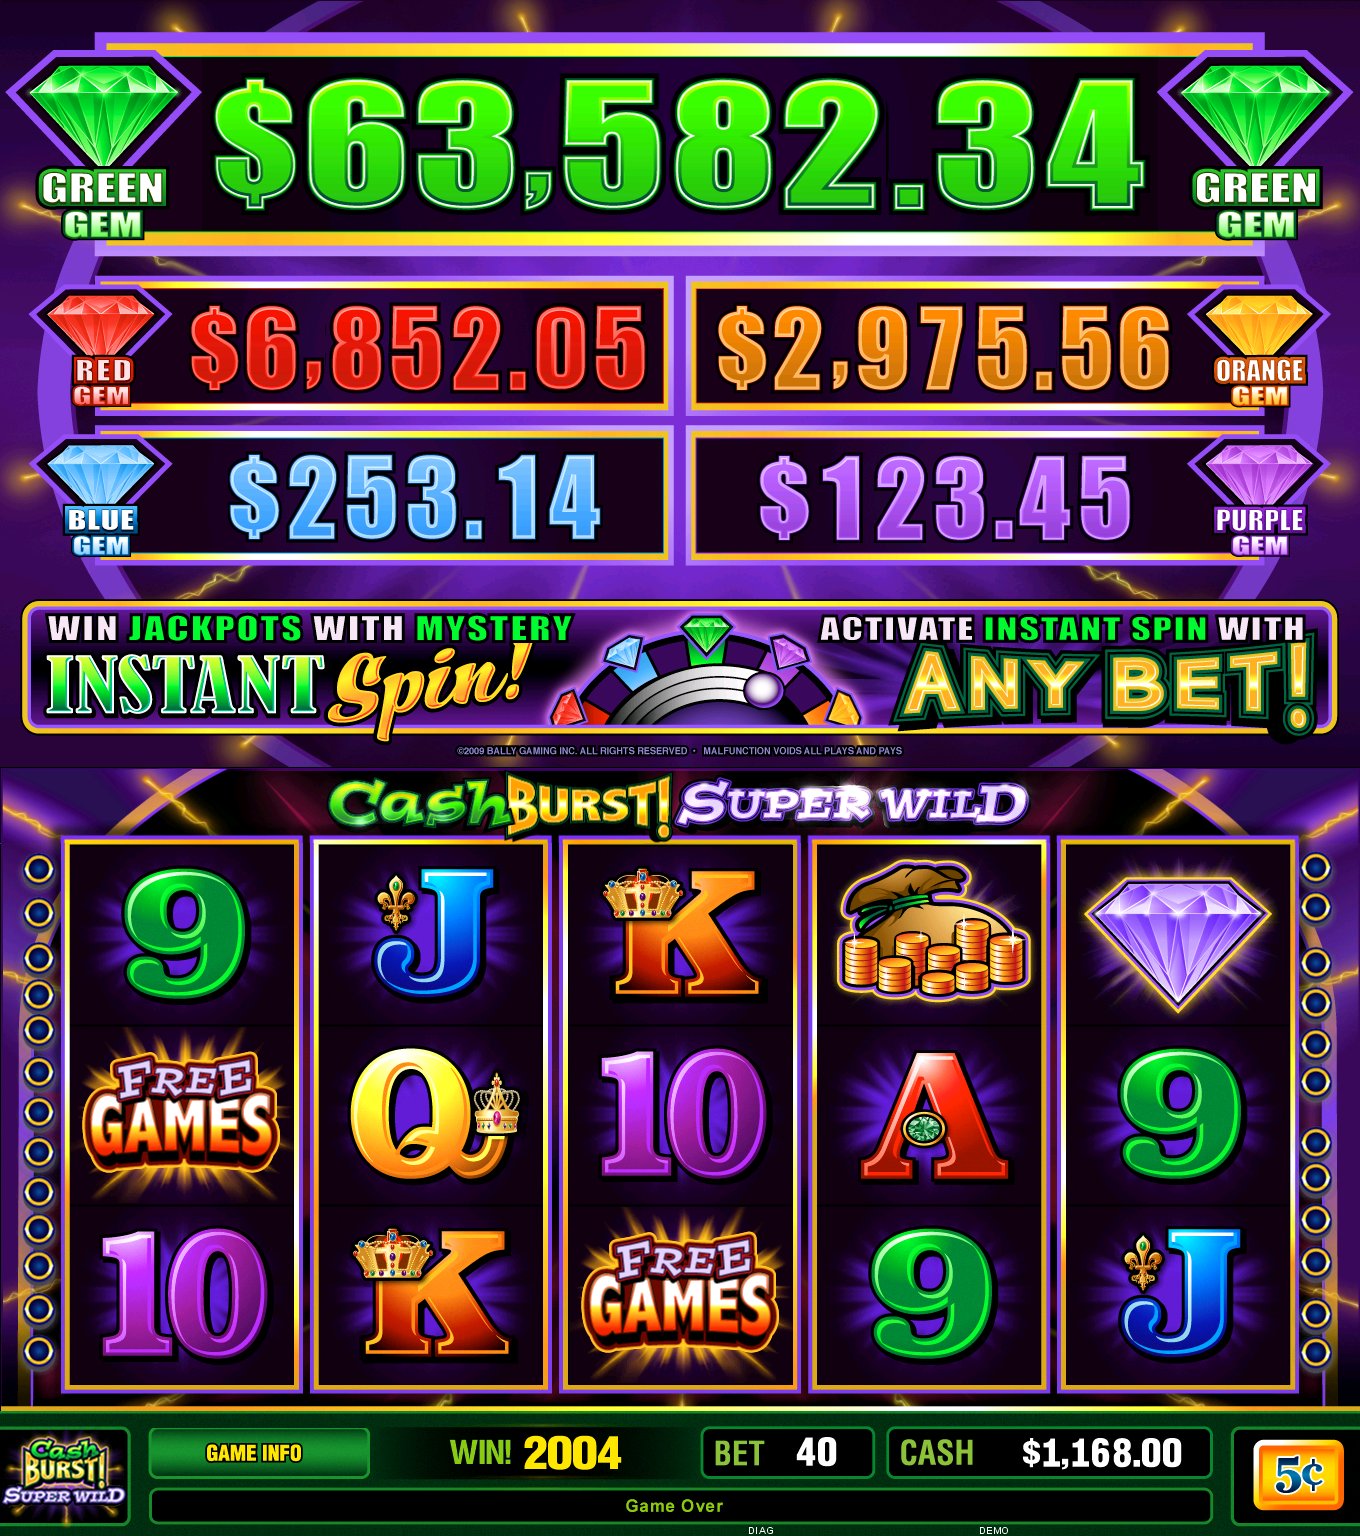 $63,582.34
GREEN
GEM
GREEN
GEM
$6,852.05
RED
GEM
$2,975.56
ORANGE
GEM
$253.14
BLUE
GEM
$123.45
PURPLE
GEM
WIN JACKPOTS WITH MYSTERY
INSTANT Spin!
ACTIVATE INSTANT SPIN WITH
ANY BET!
©2009 BALLY GAMING INC. ALL RIGHTS RESERVED • MALFUNCTION VOIDS ALL PLAYS AND PAYS
Cash BURST! SUPER WILD
9 J K
FREE
GAMES
Q 10 A 9
10 K
FREE
GAMES
9 J
Cash
BURST!
SUPER WILD
GAME INFO
WIN! 2004
BET 40
CASH $1,168.00
5¢
Game Over
DIAG DEMO